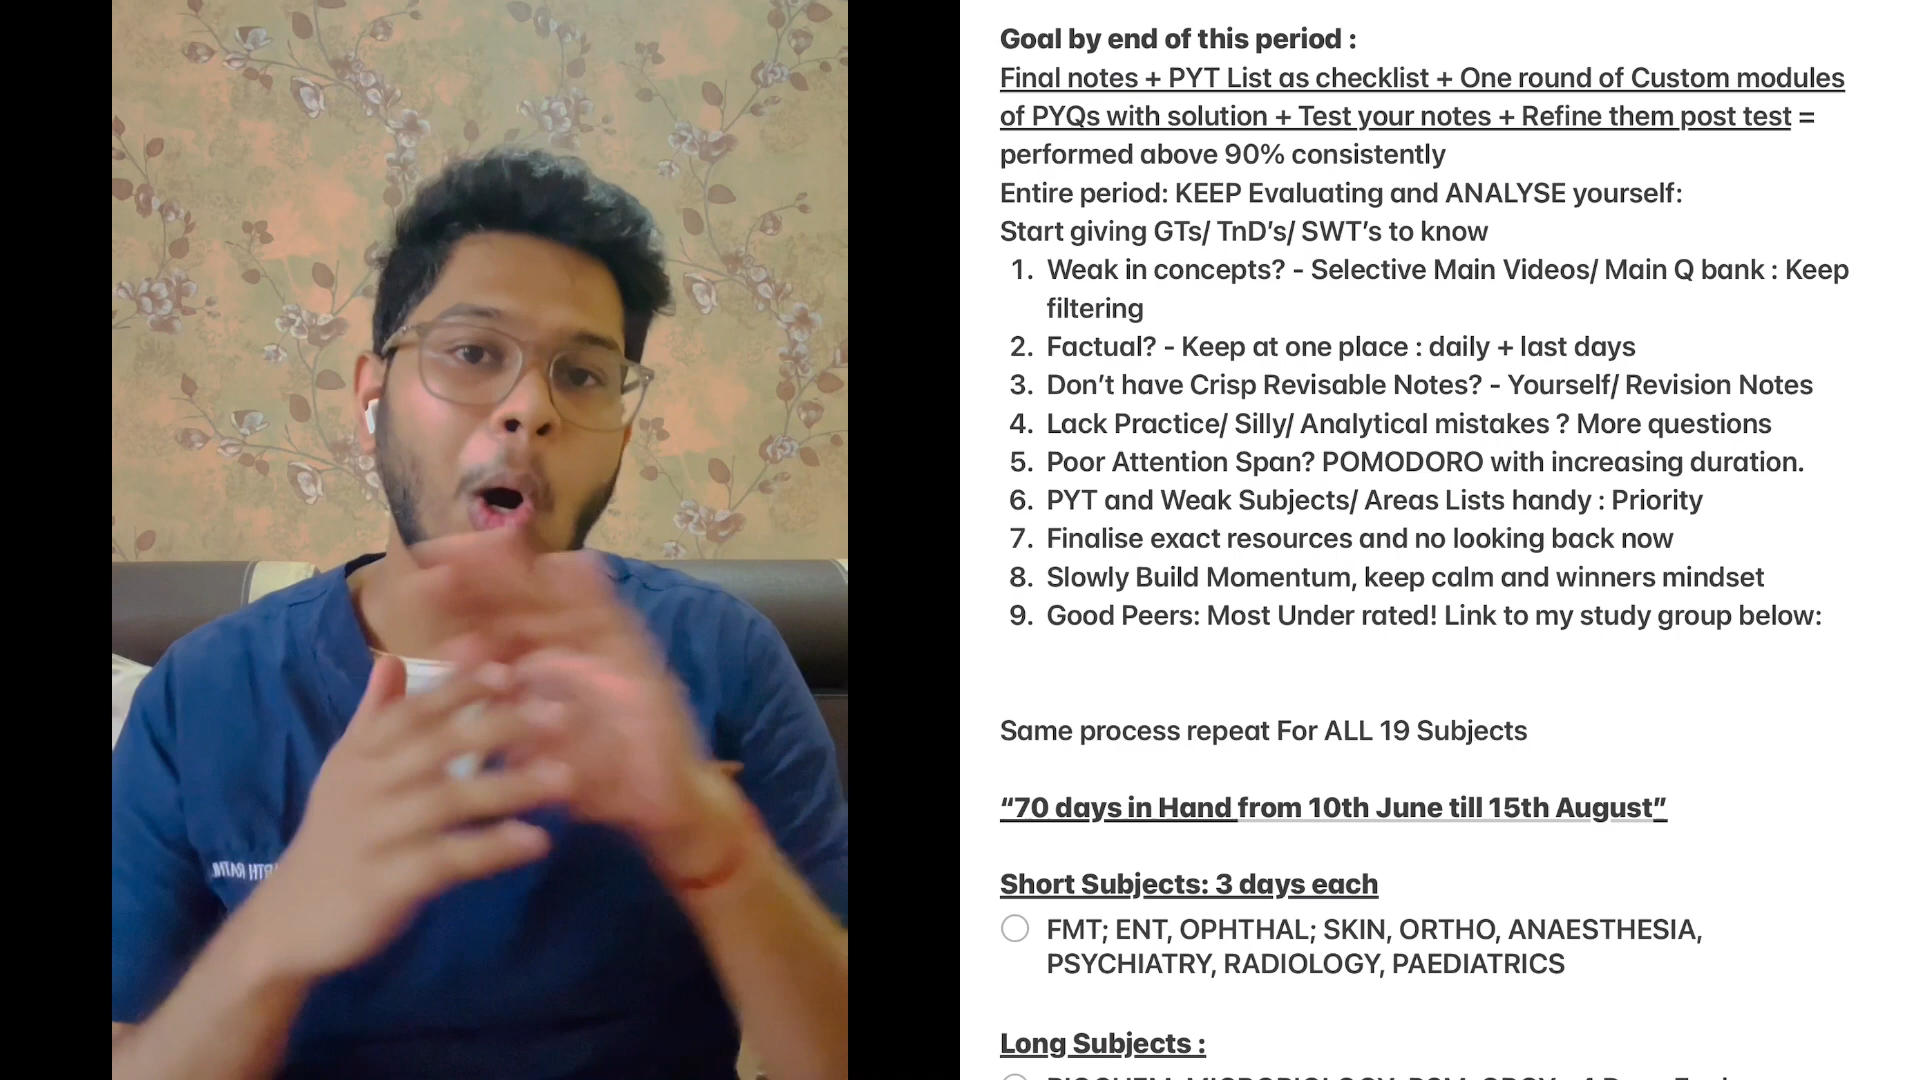 Goal by end of this period :
Final notes + PYT List as checklist + One round of Custom modules
of PYQs with solution + Test your notes + Refine them post test =
performed above 90% consistently
Entire period: KEEP Evaluating and ANALYSE yourself:
Start giving GTs/ TnD’s/ SWT’s to know
1. Weak in concepts? - Selective Main Videos/ Main Q bank : Keep
filtering
2. Factual? - Keep at one place : daily + last days
3. Don’t have Crisp Revisable Notes? - Yourself/ Revision Notes
4. Lack Practice/ Silly/ Analytical mistakes ? More questions
5. Poor Attention Span? POMODORO with increasing duration.
6. PYT and Weak Subjects/ Areas Lists handy : Priority
7. Finalise exact resources and no looking back now
8. Slowly Build Momentum, keep calm and winners mindset
9. Good Peers: Most Under rated! Link to my study group below:
Same process repeat For ALL 19 Subjects
“70 days in Hand from 10th June till 15th August”
Short Subjects: 3 days each
FMT; ENT, OPHTHAL; SKIN, ORTHO, ANAESTHESIA,
PSYCHIATRY, RADIOLOGY, PAEDIATRICS
Long Subjects :